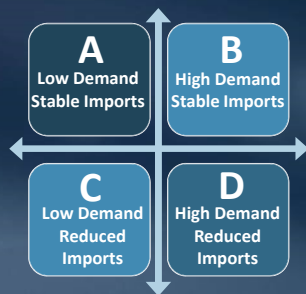 A
Low Demand
Stable Imports
B
High Demand
Stable Imports
C
Low Demand
Reduced
Imports
D
High Demand
Reduced
Imports